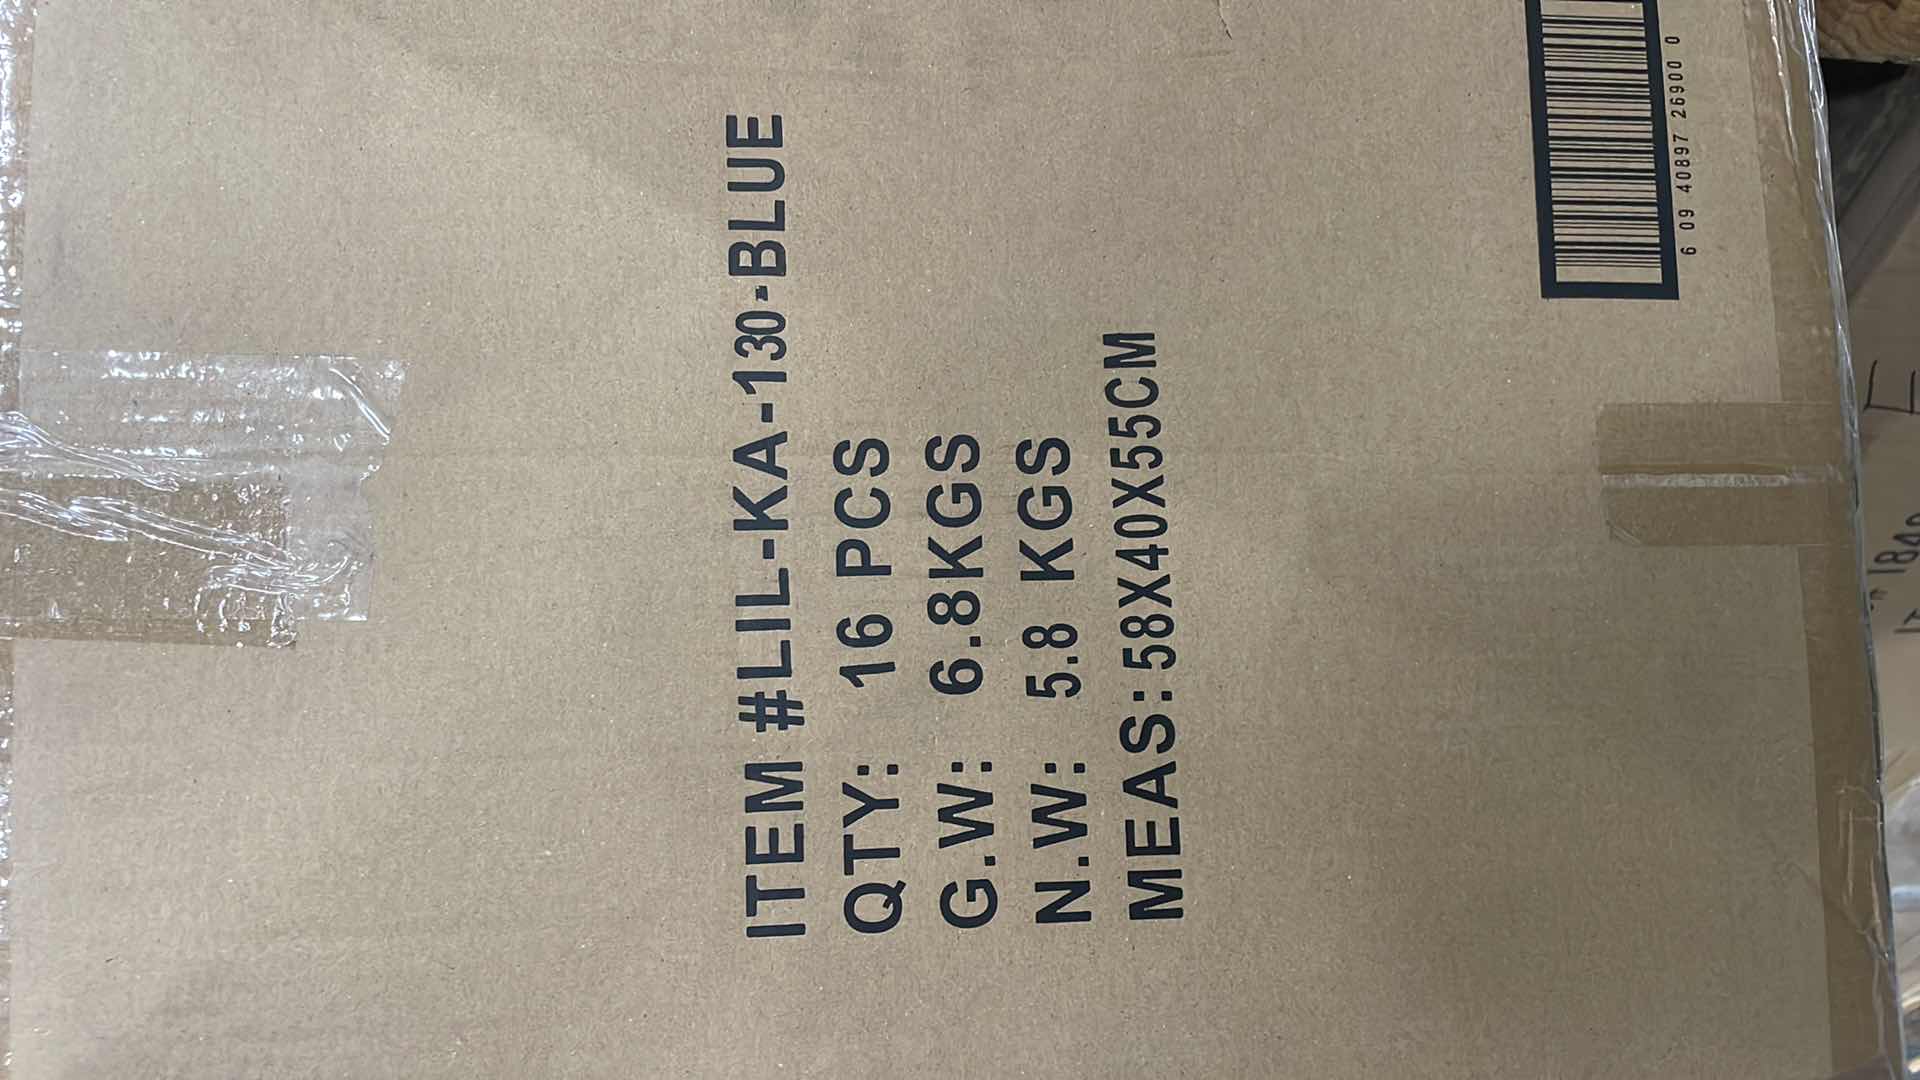 ITEM #LIL-KA-130-BLUE
QTY: 16 PCS
G.W: 6.8KGS
N.W: 5.8 KGS
MEAS:58X40X55CM
6 09 40897 26900 0